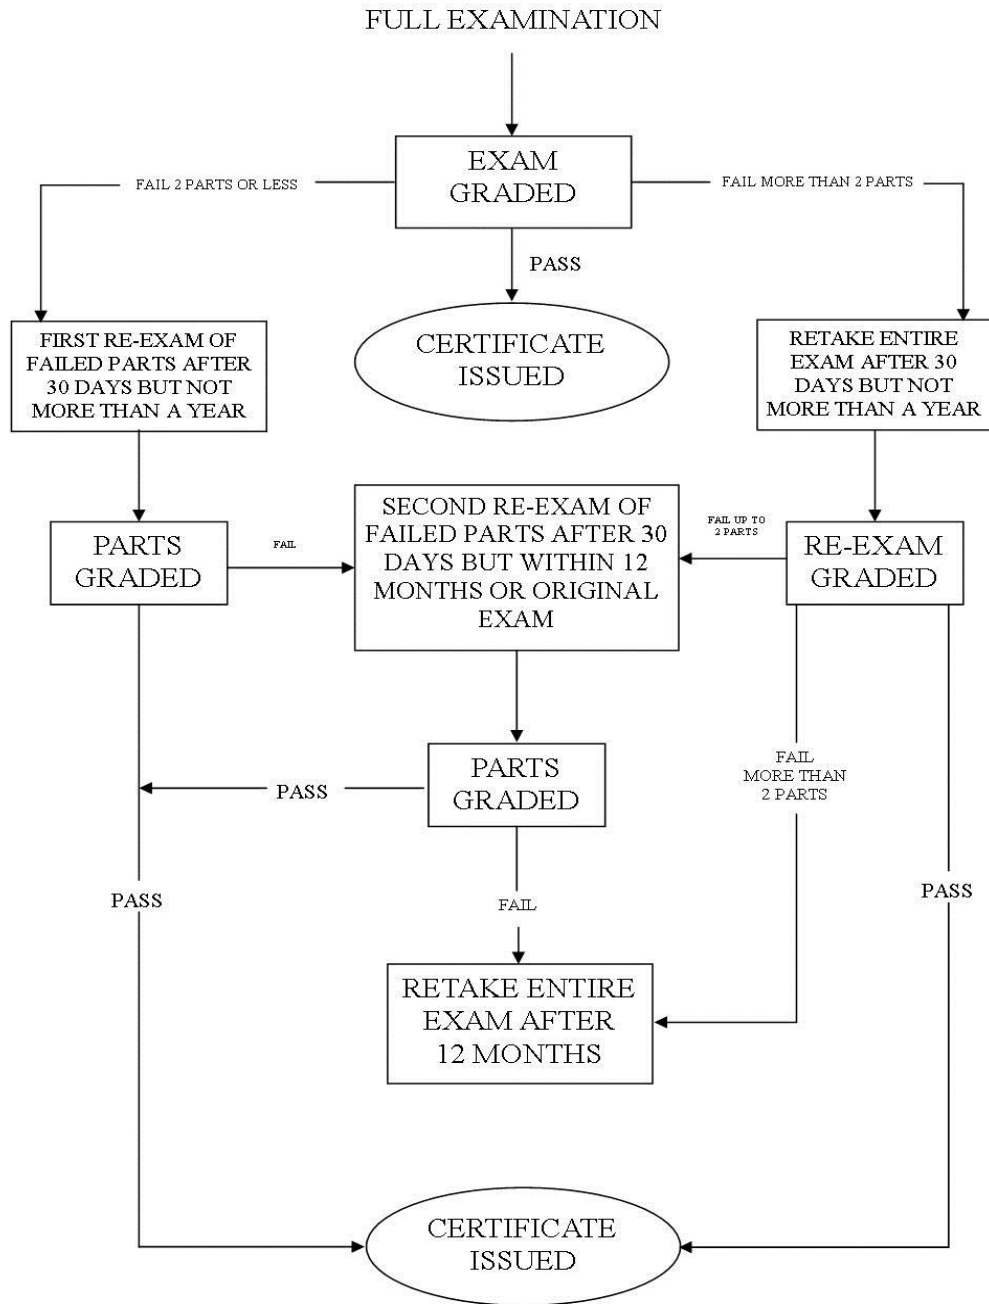 FULL EXAMINATION
EXAM
GRADED
FAIL 2 PARTS OR LESS
FAIL MORE THAN 2 PARTS
PASS
CERTIFICATE
ISSUED
FIRST RE-EXAM OF
FAILED PARTS AFTER
30 DAYS BUT NOT
MORE THAN A YEAR
RETAKE ENTIRE
EXAM AFTER 30
DAYS BUT NOT
MORE THAN A YEAR
PARTS
GRADED
FAIL
SECOND RE-EXAM OF
FAILED PARTS AFTER 30
DAYS BUT WITHIN 12
MONTHS OR ORIGINAL
EXAM
FAIL UP TO
2 PARTS
RE-EXAM
GRADED
PARTS
GRADED
PASS
FAIL
MORE THAN
2 PARTS
PASS
FAIL
PASS
RETAKE ENTIRE
EXAM AFTER
12 MONTHS
CERTIFICATE
ISSUED